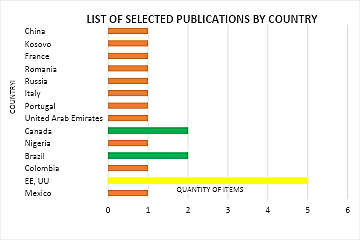 LIST OF SELECTED PUBLICATIONS BY COUNTRY
COUNTRYI
China
Kosovo
France
Romania
Russia
Italy
Portugal
United Arab Emirates
Canada
Nigeria
Brazil
Colombia
EE, UU
Mexico
QUANTITY OF ITEMS
0 1 2 3 4 5 6